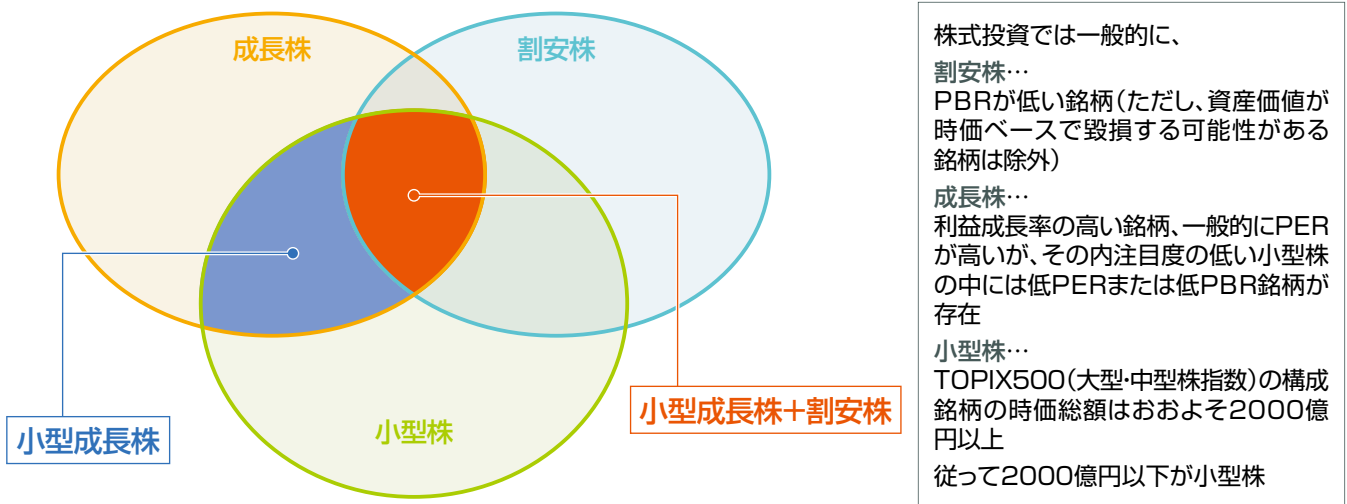 成長株
割安株
小型株
小型成長株
小型成長株+割安株
株式投資では一般的に、
割安株…
PBRが低い銘柄(ただし、資産価値が
時価ベースで毀損する可能性がある
銘柄は除外)
成長株…
利益成長率の高い銘柄、一般的にPER
が高いが、その内注目度の低い小型株
の中には低PERまたは低PBR銘柄が
存在
小型株…
TOPIX500(大型・中型株指数)の構成
銘柄の時価総額はおおよそ2000億
円以上
従って2000億円以下が小型株